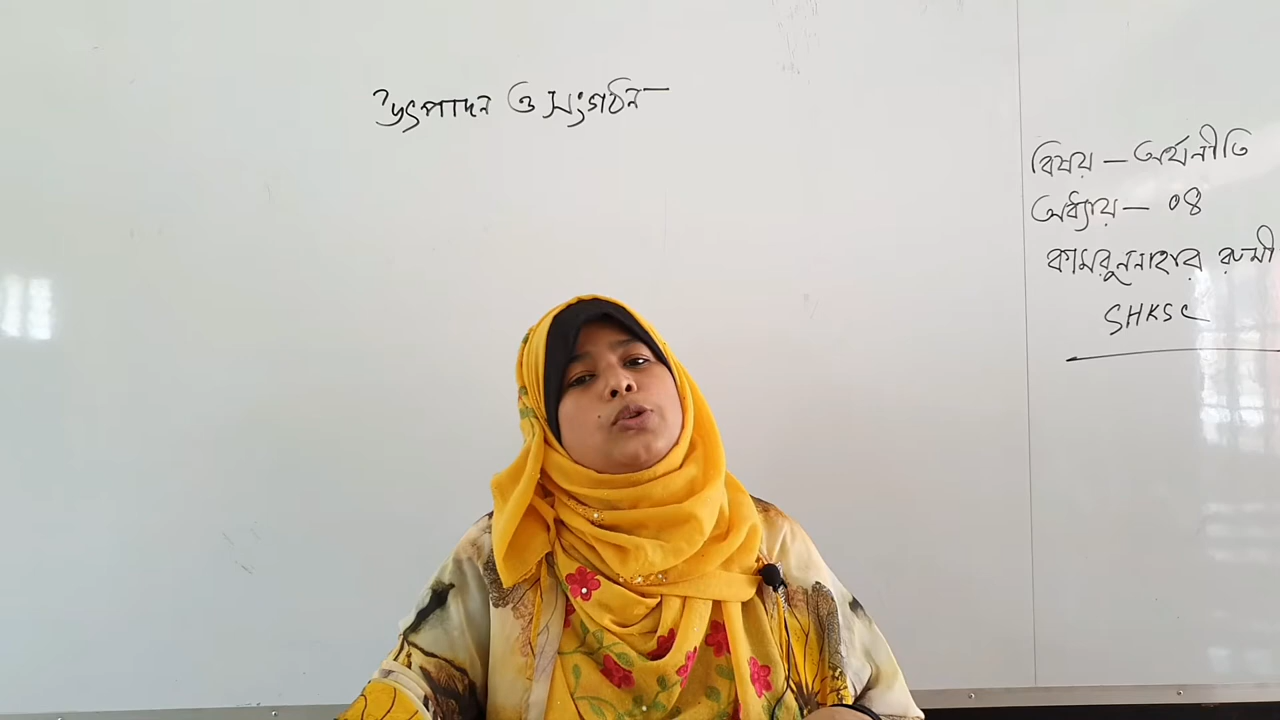 উৎপাদন ও সংগঠন
বিষয় – অর্থনীতি
অধ্যায় – ০৪
কামরুননাহার রুমী
SHKSC